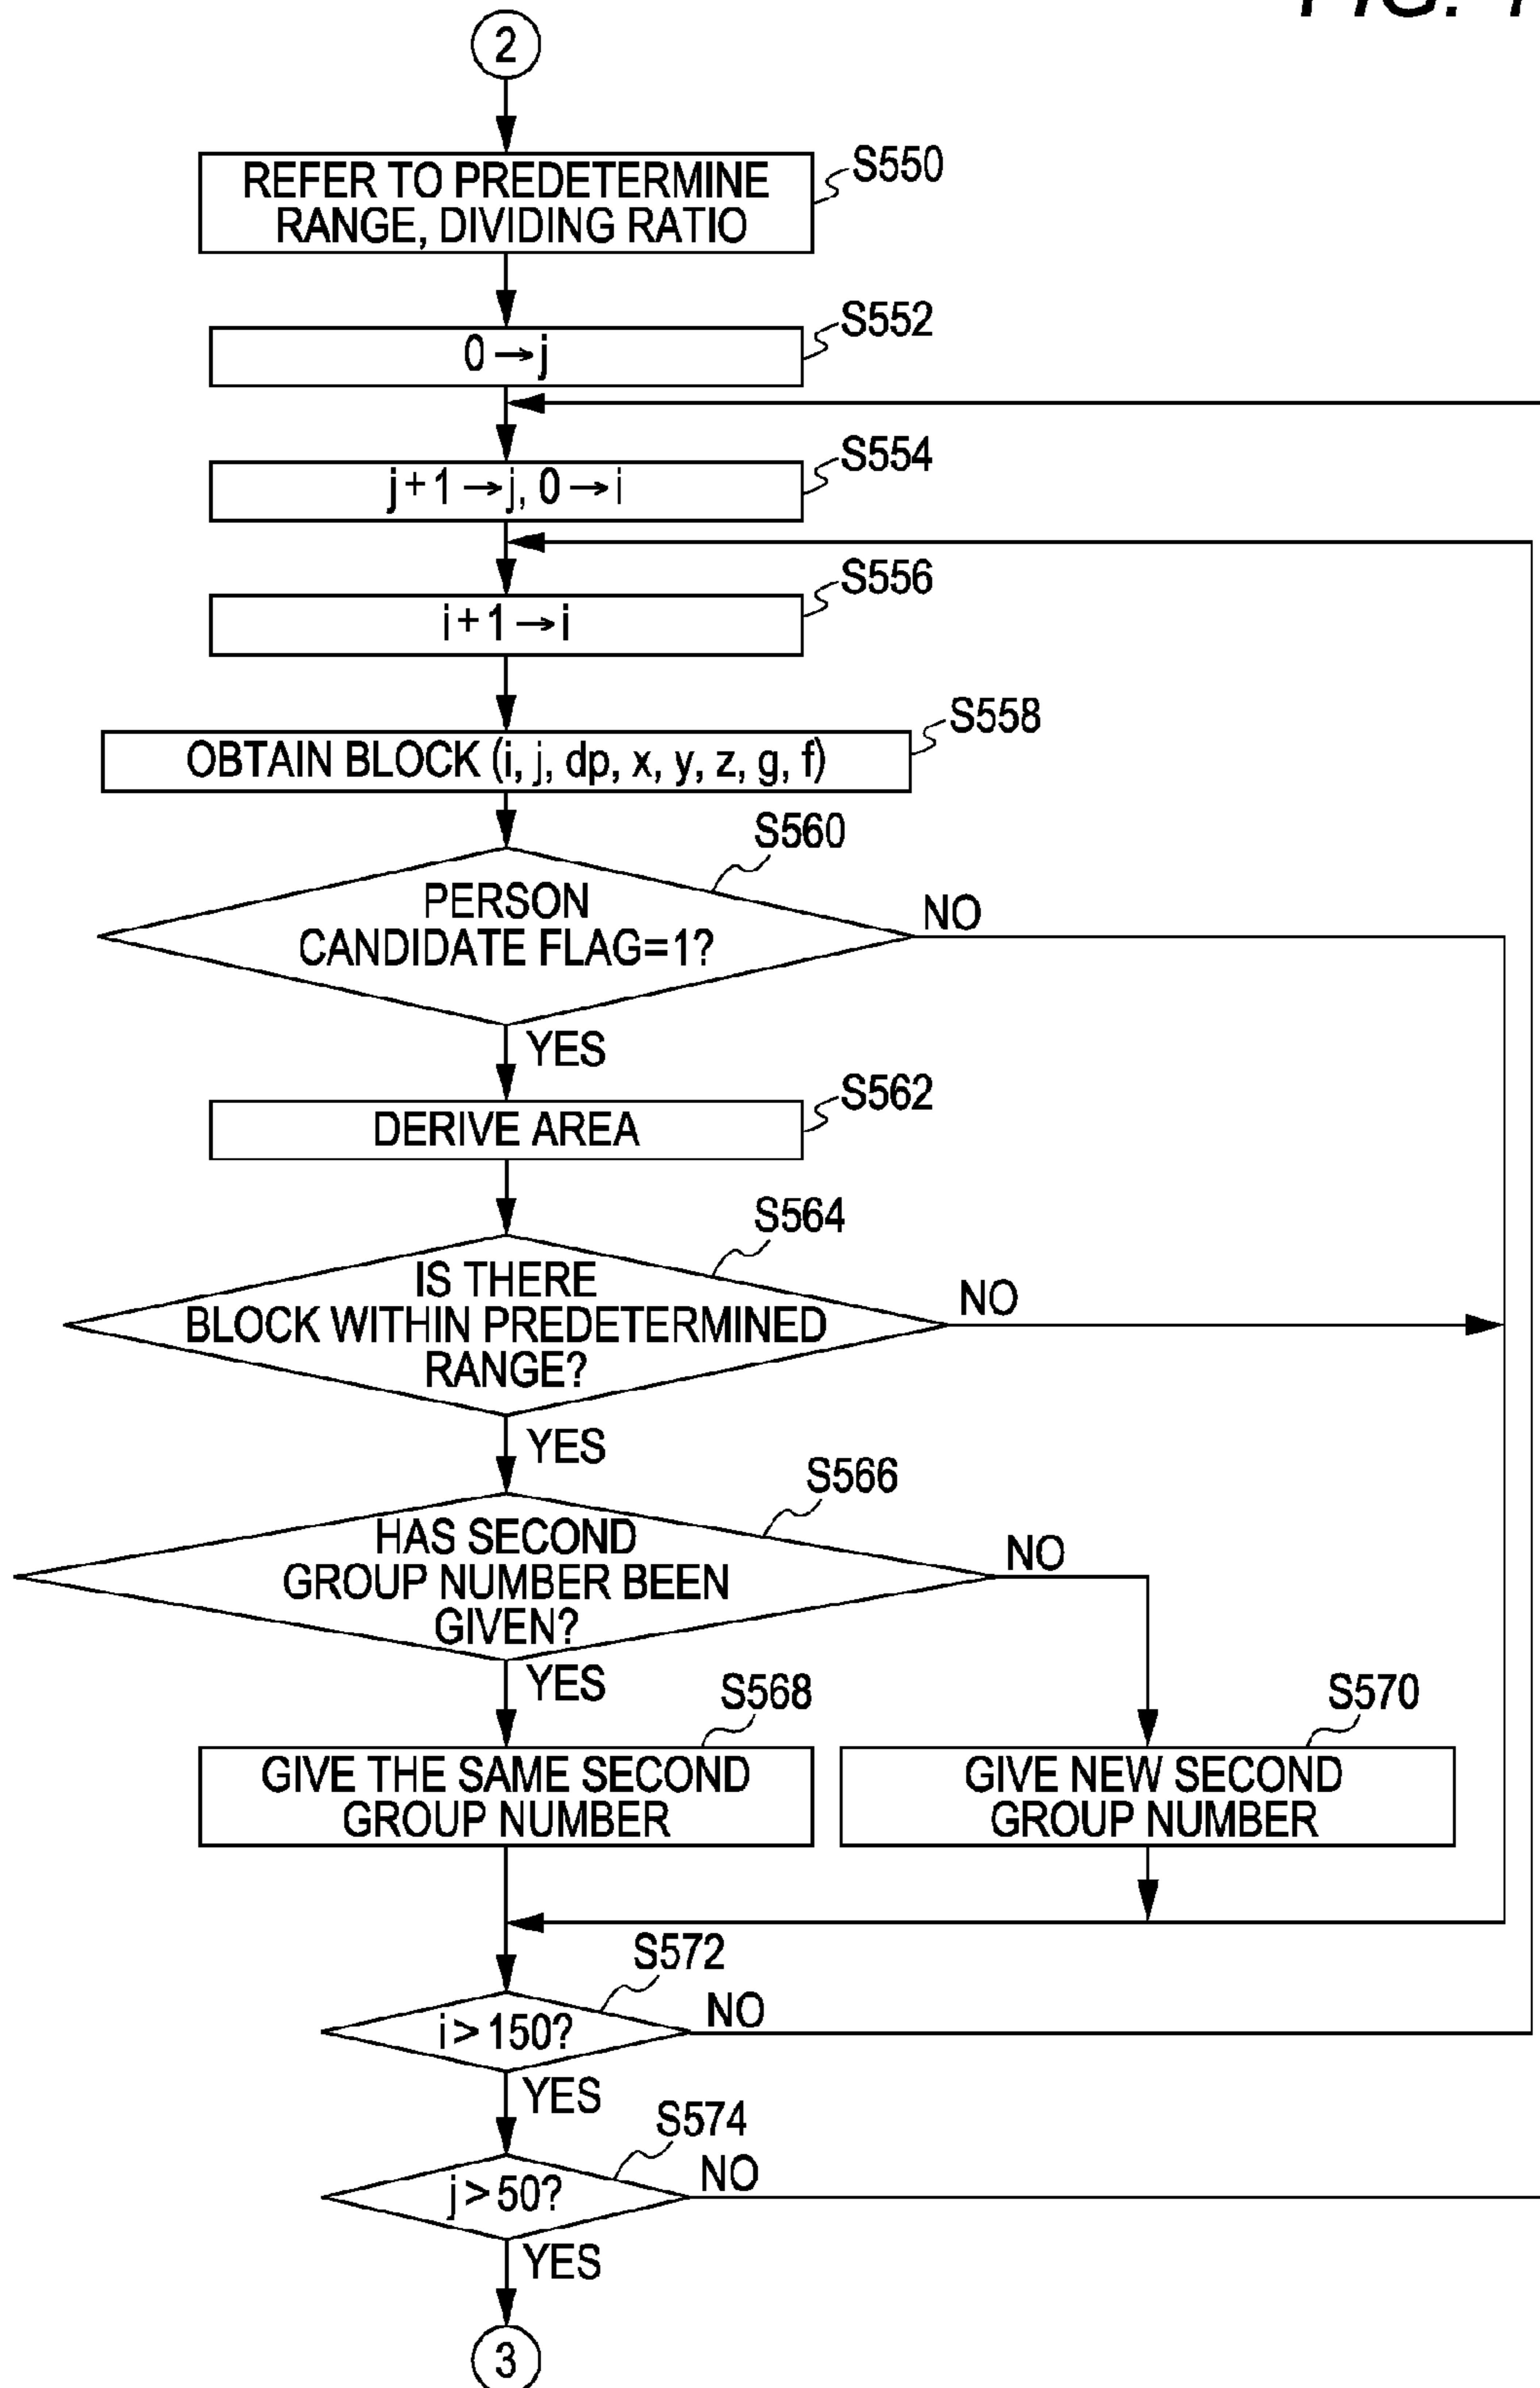 FIG.
2
REFER TO PREDETERMINE
RANGE, DIVIDING RATIO
S550
0→j
S552
j+1→j, 0→i
S554
i+1→i
S556
OBTAIN BLOCK (i, j, dp, x, y, z, g, f)
S558
PERSON
CANDIDATE FLAG=1?
S560
NO
YES
DERIVE AREA
S562
IS THERE
BLOCK WITHIN PREDETERMINED
RANGE?
S564
NO
YES
HAS SECOND
GROUP NUMBER BEEN
GIVEN?
S566
NO
YES
GIVE THE SAME SECOND
GROUP NUMBER
S568
GIVE NEW SECOND
GROUP NUMBER
S570
i>150?
S572
NO
YES
j>50?
S574
NO
YES
3